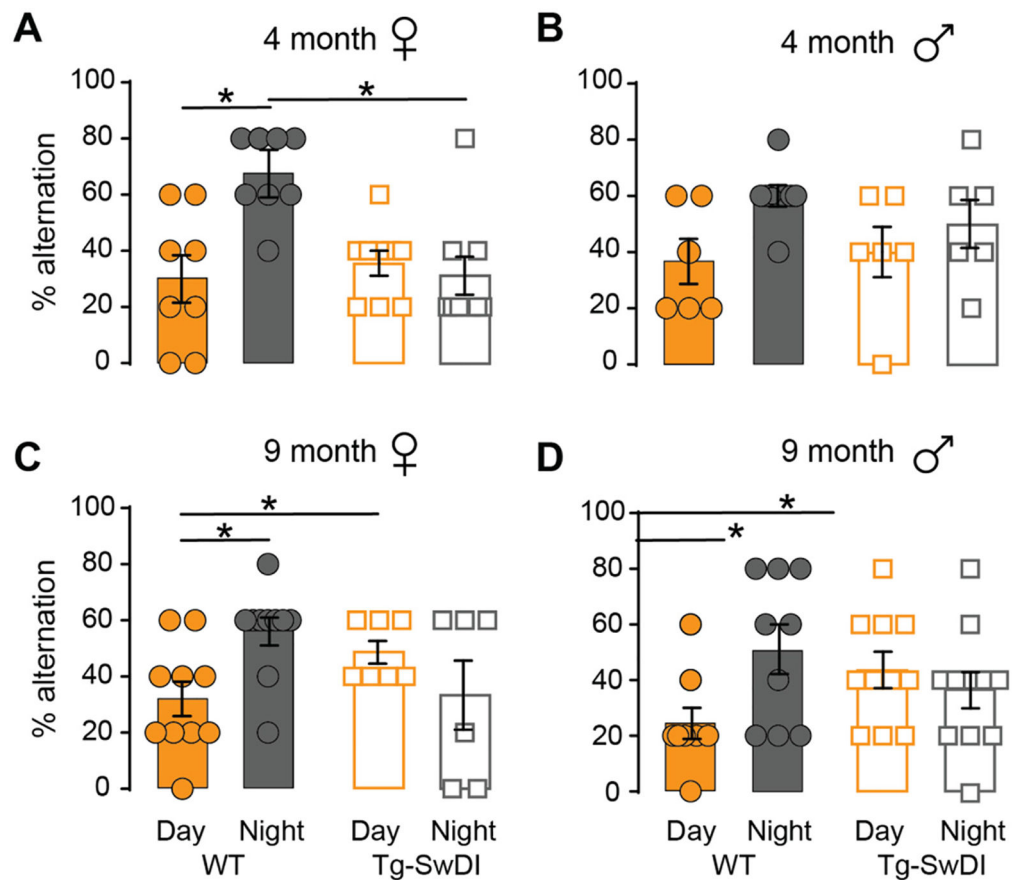 A
4 month ♀
% alternation
100
80
60
40
20
0
*
*
B
4 month ♂
100
80
60
40
20
0
C
9 month ♀
% alternation
100
80
60
40
20
0
*
*
Day
Night
Day
Night
WT
Tg-SwDI
D
9 month ♂
100
80
60
40
20
0
*
*
Day
Night
Day
Night
WT
Tg-SwDI